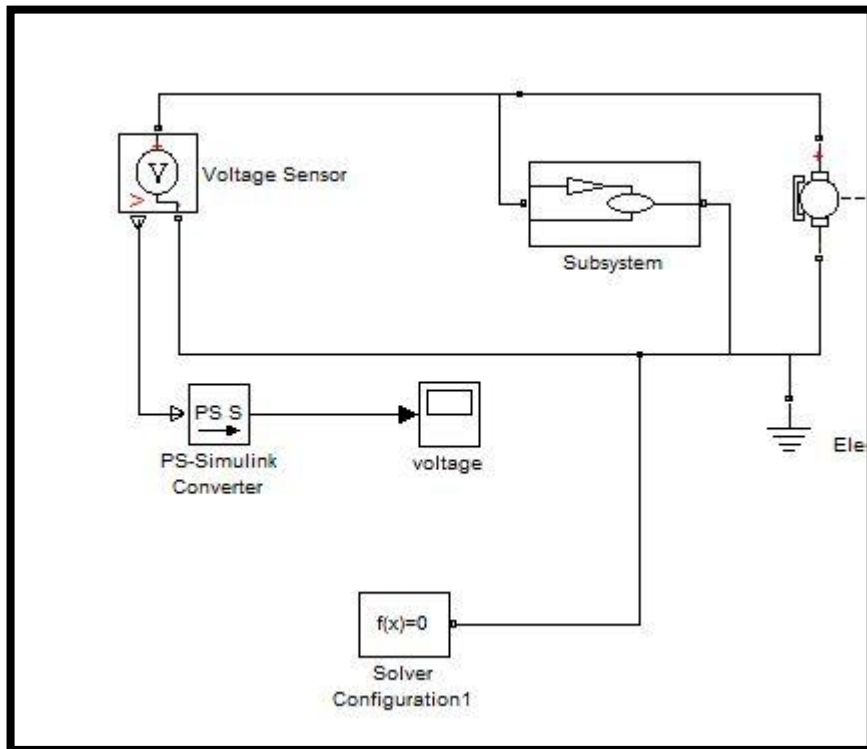 V
Voltage Sensor
V
Subsystem
PS S
PS-Simulink
Converter
voltage
Ele
f(x)=0
Solver
Configuration1